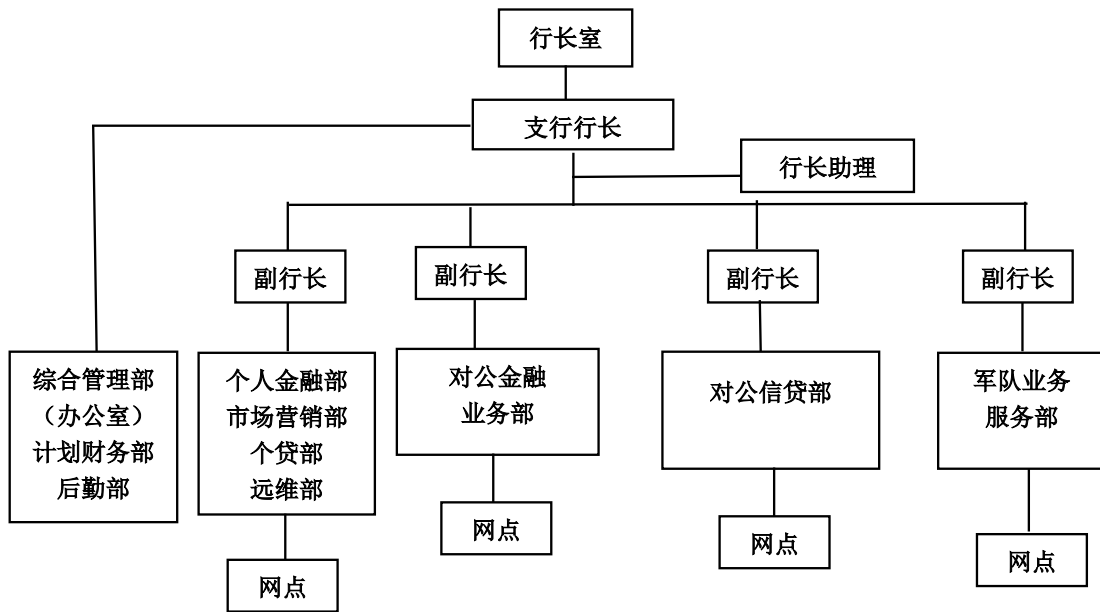 行长室
支行行长
行长助理
副行长
副行长
副行长
副行长
综合管理部
（办公室）
计划财务部
后勤部
个人金融部
市场营销部
个贷部
远维部
对公金融
业务部
对公信贷部
军队业务
服务部
网点
网点
网点
网点